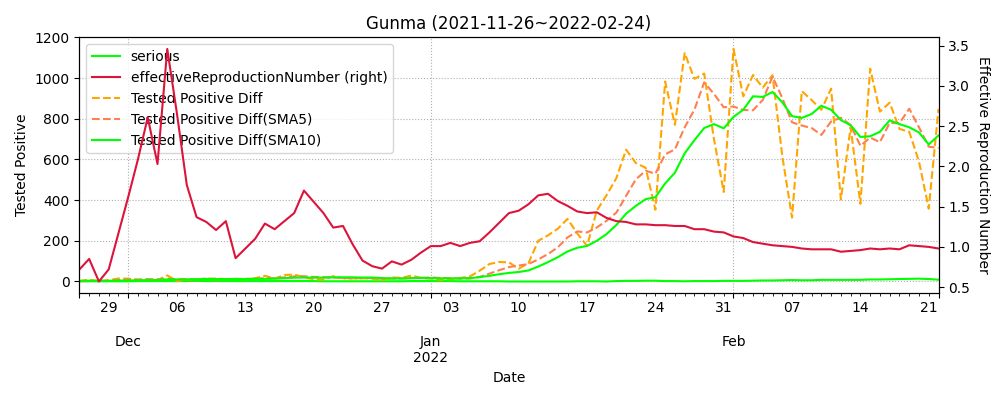 Gunma (2021-11-26~2022-02-24)
serious
effectiveReproductionNumber (right)
Tested Positive Diff
Tested Positive Diff(SMA5)
Tested Positive Diff(SMA10)
Tested Positive
1200
1000
800
600
400
200
0
Effective Reproduction Number
3.5
3.0
2.5
2.0
1.5
1.0
0.5
29 06 13 20 27 03 10 17 24 31 07 14 21
Dec Jan Feb
2022
Date